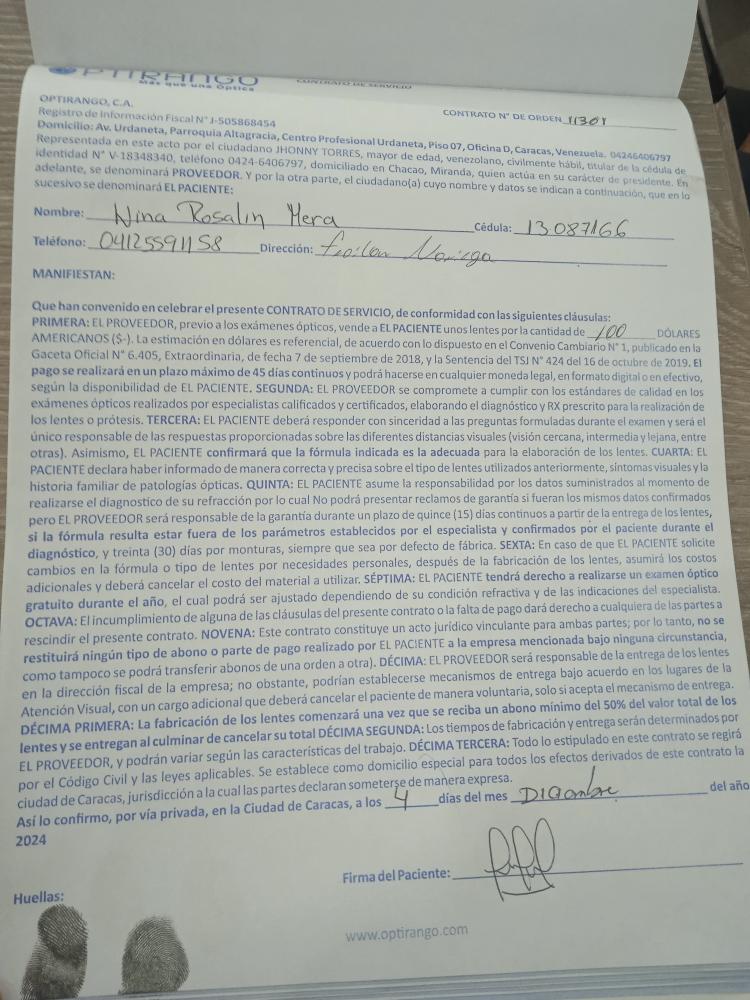 OPTIRANGO
Más que una Óptica
CONTRATO DE SERVICIO
OPTIRANGO, C.A.
CONTRATO N° DE ORDEN 11301
Registro de Información Fiscal N° J-505868454
Domicilio: Av. Urdaneta, Parroquia Altagracia, Centro Profesional Urdaneta, Piso 07, Oficina D, Caracas, Venezuela. 04246406797
Representada en este acto por el ciudadano JHONNY TORRES, mayor de edad, venezolano, civilmente hábil, titular de la cédula de
identidad N° V-18348340, teléfono 0424-6406797, domiciliado en Chacao, Miranda, quien actúa en su carácter de presidente. En
adelante, se denominará PROVEEDOR. Y por la otra parte, el ciudadano(a) cuyo nombre y datos se indican a continuación, que en lo
sucesivo se denominará EL PACIENTE:
Nombre: Nina Rosalin Mera Cédula: 13087166
Teléfono: 04125591158 Dirección:
MANIFIESTAN:
Que han convenido en celebrar el presente CONTRATO DE SERVICIO, de conformidad con las siguientes cláusulas:
PRIMERA: EL PROVEEDOR, previo a los exámenes ópticos, vende a EL PACIENTE unos lentes por la cantidad de 100 DÓLARES
AMERICANOS ($-). La estimación en dólares es referencial, de acuerdo con lo dispuesto en el Convenio Cambiario N° 1, publicado en la
Gaceta Oficial N° 6.405, Extraordinaria, de fecha 7 de septiembre de 2018, y la Sentencia del TSJ N° 424 del 16 de octubre de 2019. El
pago se realizará en un plazo máximo de 45 días continuos y podrá hacerse en cualquier moneda legal, en formato digital o en efectivo,
según la disponibilidad de EL PACIENTE. SEGUNDA: EL PROVEEDOR se compromete a cumplir con los estándares de calidad en los
exámenes ópticos realizados por especialistas calificados y certificados, elaborando el diagnóstico y RX prescrito para la realización de
los lentes o prótesis. TERCERA: EL PACIENTE deberá responder con sinceridad a las preguntas formuladas durante el examen y será el
único responsable de las respuestas proporcionadas sobre las diferentes distancias visuales (visión cercana, intermedia y lejana, entre
otras). Asimismo, EL PACIENTE confirmará que la fórmula indicada es la adecuada para la elaboración de los lentes. CUARTA: EL
PACIENTE declara haber informado de manera correcta y precisa sobre el tipo de lentes utilizados anteriormente, síntomas visuales y la
historia familiar de patologías ópticas. QUINTA: EL PACIENTE asume la responsabilidad por los datos suministrados al momento de
realizarse el diagnostico de su refracción por lo cual No podrá presentar reclamos de garantía si fueran los mismos datos confirmados
pero EL PROVEEDOR será responsable de la garantía durante un plazo de quince (15) días continuos a partir de la entrega de los lentes,
si la fórmula resulta estar fuera de los parámetros establecidos por el especialista y confirmados por el paciente durante el
diagnóstico, y treinta (30) días por monturas, siempre que sea por defecto de fábrica. SEXTA: En caso de que EL PACIENTE solicite
cambios en la fórmula o tipo de lentes por necesidades personales, después de la fabricación de los lentes, asumirá los costos
adicionales y deberá cancelar el costo del material a utilizar. SÉPTIMA: EL PACIENTE tendrá derecho a realizarse un examen óptico
gratuito durante el año, el cual podrá ser ajustado dependiendo de su condición refractiva y de las indicaciones del especialista.
OCTAVA: El incumplimiento de alguna de las cláusulas del presente contrato o la falta de pago dará derecho a cualquiera de las partes a
rescindir el presente contrato. NOVENA: Este contrato constituye un acto jurídico vinculante para ambas partes; por lo tanto, no se
restituirá ningún tipo de abono o parte de pago realizado por EL PACIENTE a la empresa mencionada bajo ninguna circunstancia,
como tampoco se podrá transferir abonos de una orden a otra). DÉCIMA: EL PROVEEDOR será responsable de la entrega de los lentes
en la dirección fiscal de la empresa; no obstante, podrían establecerse mecanismos de entrega bajo acuerdo en los lugares de la
Atención Visual, con un cargo adicional que deberá cancelar el paciente de manera voluntaria, solo si acepta el mecanismo de entrega.
DÉCIMA PRIMERA: La fabricación de los lentes comenzará una vez que se reciba un abono mínimo del 50% del valor total de los
lentes y se entregan al culminar de cancelar su total DÉCIMA SEGUNDA: Los tiempos de fabricación y entrega serán determinados por
EL PROVEEDOR, y podrán variar según las características del trabajo. DÉCIMA TERCERA: Todo lo estipulado en este contrato se regirá
por el Código Civil y las leyes aplicables. Se establece como domicilio especial para todos los efectos derivados de este contrato la
ciudad de Caracas, jurisdicción a la cual las partes declaran someterse de manera expresa.
Así lo confirmo, por vía privada, en la Ciudad de Caracas, a los 4 días del mes Diciembre del año
2024
Firma del Paciente:
Huellas:
www.optirango.com